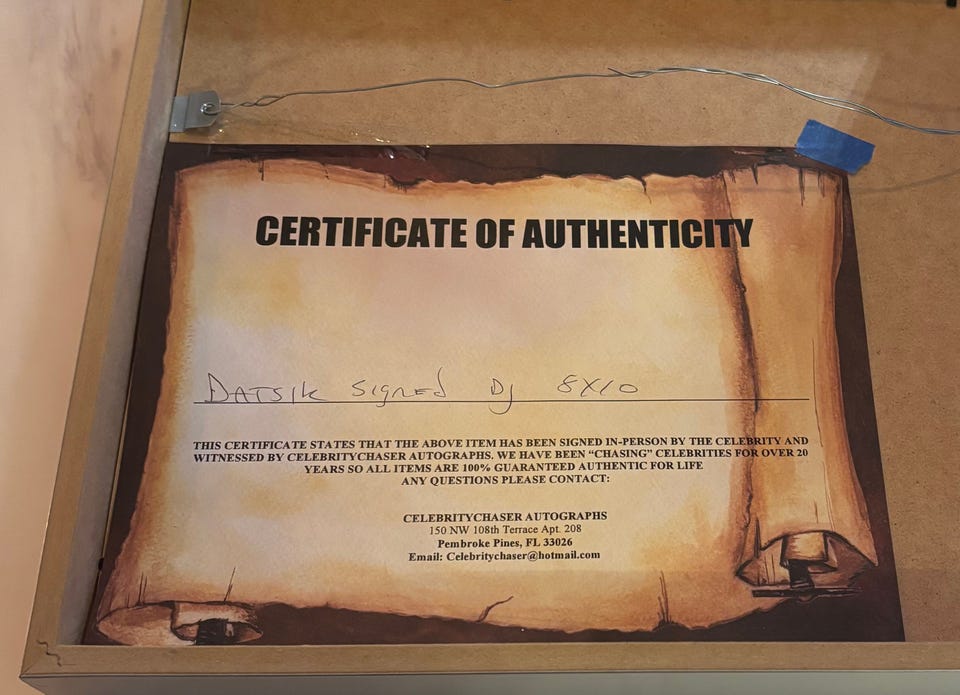 CERTIFICATE OF AUTHENTICITY
DATSIK SIGNED DJ 8X10
THIS CERTIFICATE STATES THAT THE ABOVE ITEM HAS BEEN SIGNED IN-PERSON BY THE CELEBRITY AND
WITNESSED BY CELEBRITYCHASER AUTOGRAPHS. WE HAVE BEEN “CHASING” CELEBRITIES FOR OVER 20
YEARS SO ALL ITEMS ARE 100% GUARANTEED AUTHENTIC FOR LIFE
ANY QUESTIONS PLEASE CONTACT:
CELEBRITYCHASER AUTOGRAPHS
150 NW 108th Terrace Apt. 208
Pembroke Pines, FL 33026
Email: Celebritychaser@hotmail.com